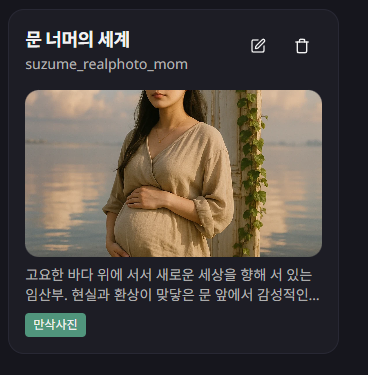 문 너머의 세계
suzume_realphoto_mom
고요한 바다 위에 서서 새로운 세상을 향해 서 있는
임산부. 현실과 환상이 맞닿은 문 앞에서 감성적인...
만삭사진